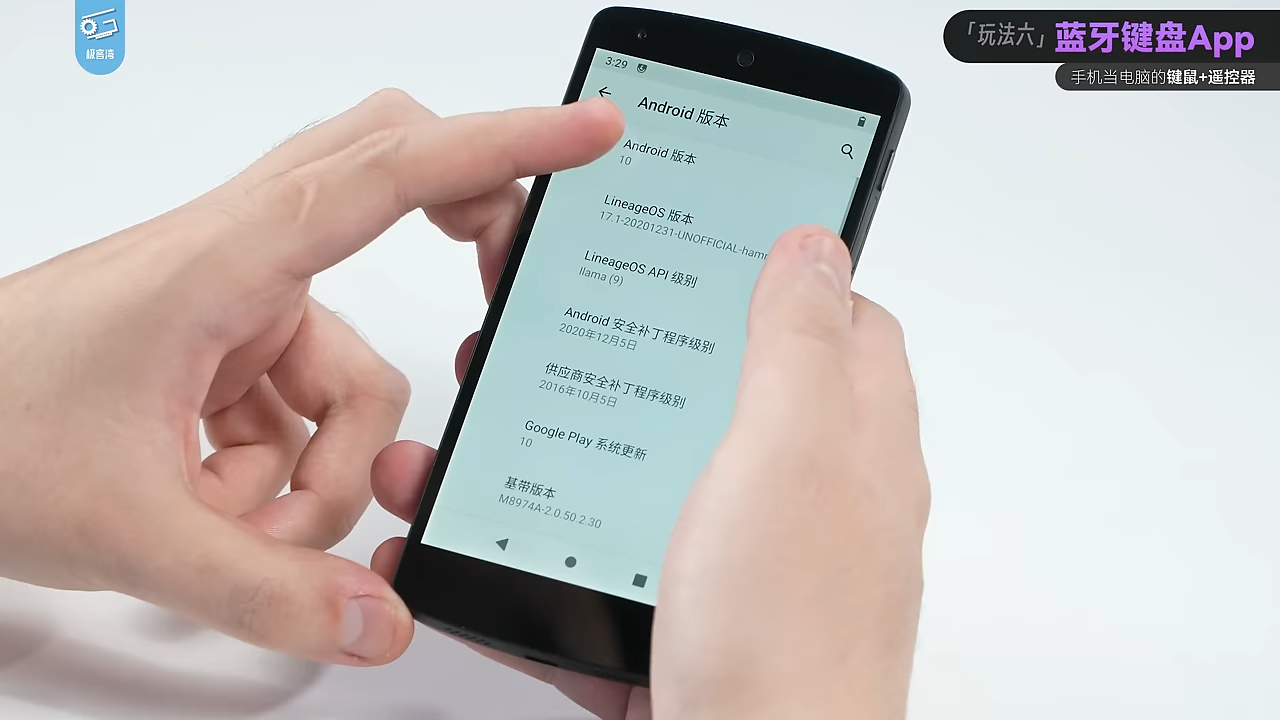 极客湾
「玩法六」蓝牙键盘App
手机当电脑的键鼠+遥控器
3:29
Android 版本
Android 版本
10
LineageOS 版本
17.1-20201231-UNOFFICIAL-hamm
LineageOS API 级别
llama (9)
Android 安全补丁程序级别
2020年12月5日
供应商安全补丁程序级别
2016年10月5日
Google Play 系统更新
10
基带版本
M8974A-2.0.50.2.30